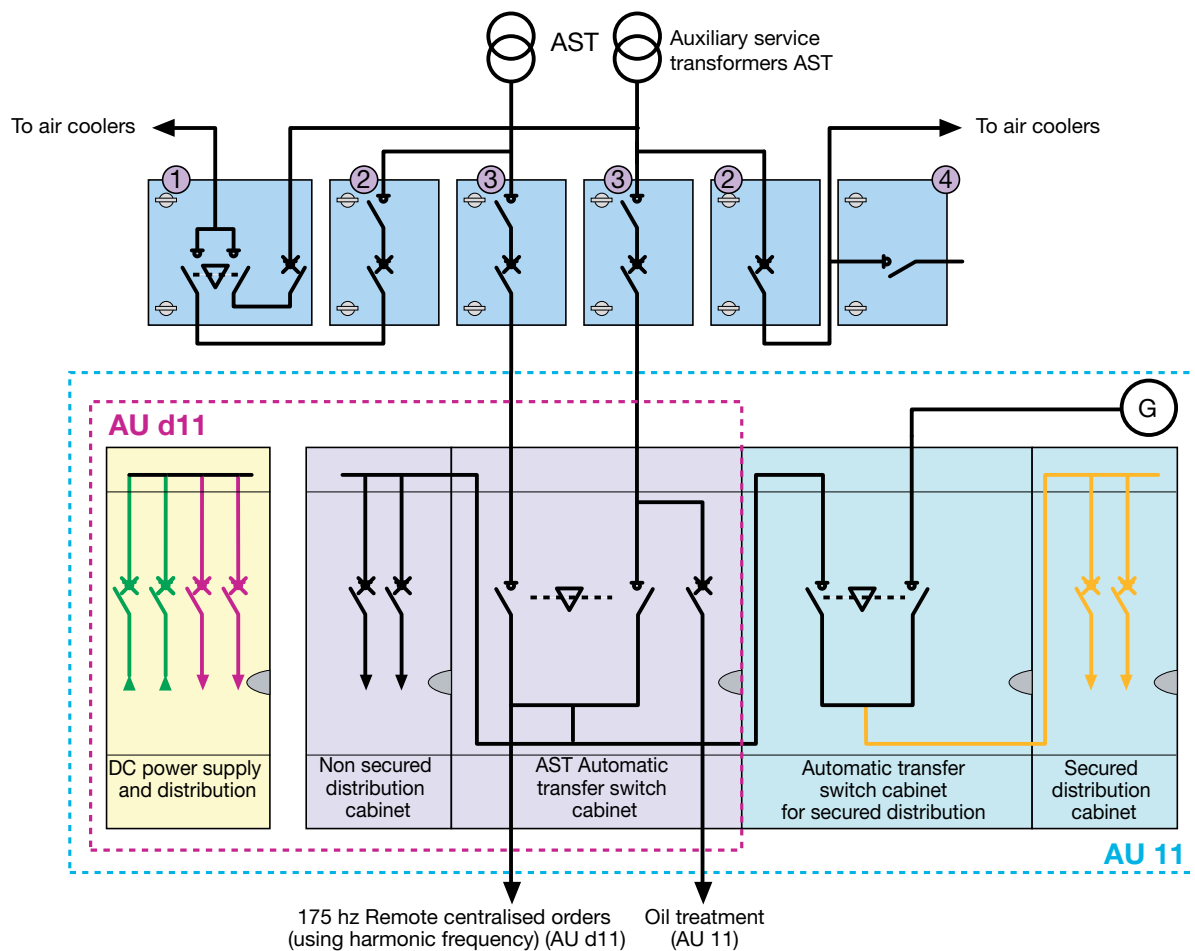 AST
Auxiliary service
transformers AST
To air coolers
To air coolers
1
2
3
3
2
4
G
AU d11
DC power supply
and distribution
Non secured
distribution
cabinet
AST Automatic
transfer switch
cabinet
Automatic transfer
switch cabinet
for secured distribution
Secured
distribution
cabinet
AU 11
175 hz Remote centralised orders
(using harmonic frequency) (AU d11)
Oil treatment
(AU 11)